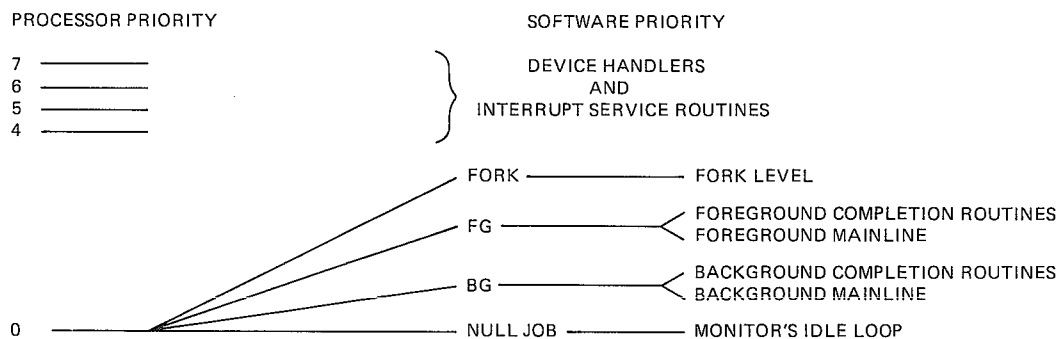 PROCESSOR PRIORITY SOFTWARE PRIORITY
7
6
5
4
DEVICE HANDLERS
AND
INTERRUPT SERVICE ROUTINES
FORK FORK LEVEL
FG FOREGROUND COMPLETION ROUTINES
FOREGROUND MAINLINE
BG BACKGROUND COMPLETION ROUTINES
BACKGROUND MAINLINE
0 NULL JOB MONITOR'S IDLE LOOP